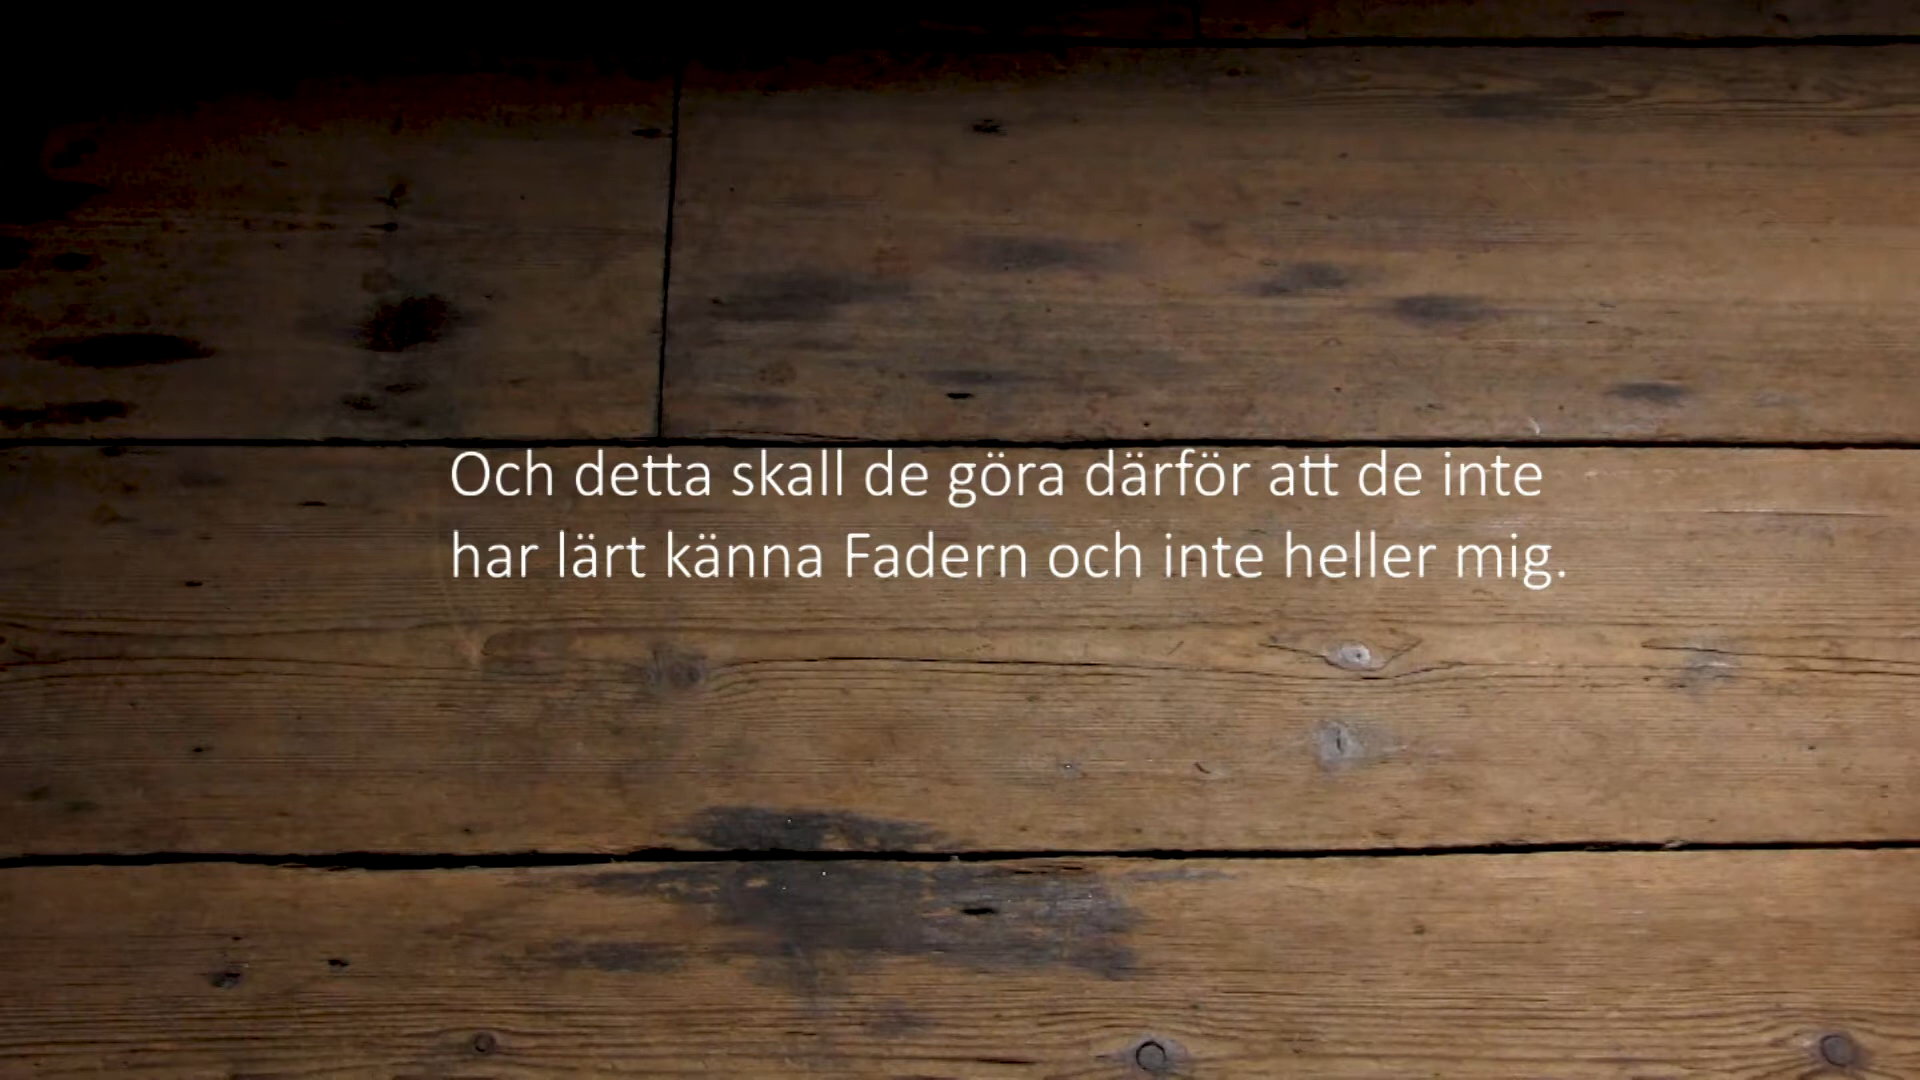 Och detta skall de göra därför att de inte
har lärt känna Fadern och inte heller mig.